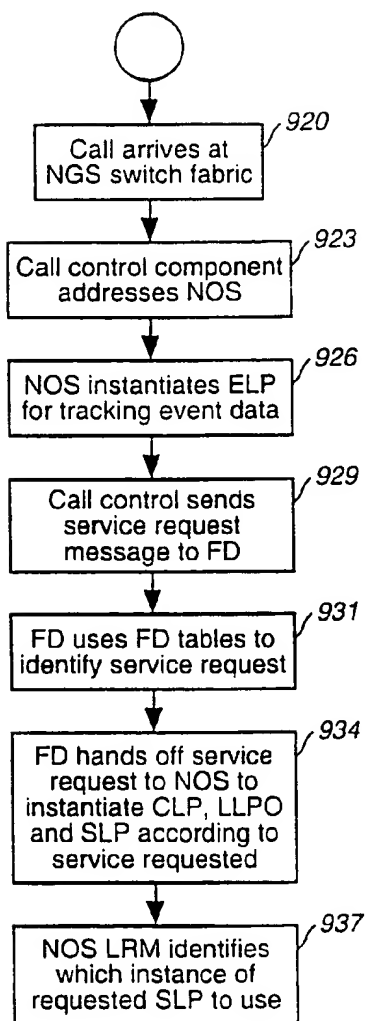 920
Call arrives at
NGS switch fabric
923
Call control component
addresses NOS
926
NOS instantiates ELP
for tracking event data
929
Call control sends
service request
message to FD
931
FD uses FD tables to
identify service request
934
FD hands off service
request to NOS to
instantiate CLP, LLPO
and SLP according to
service requested
937
NOS LRM identifies
which instance of
requested SLP to use